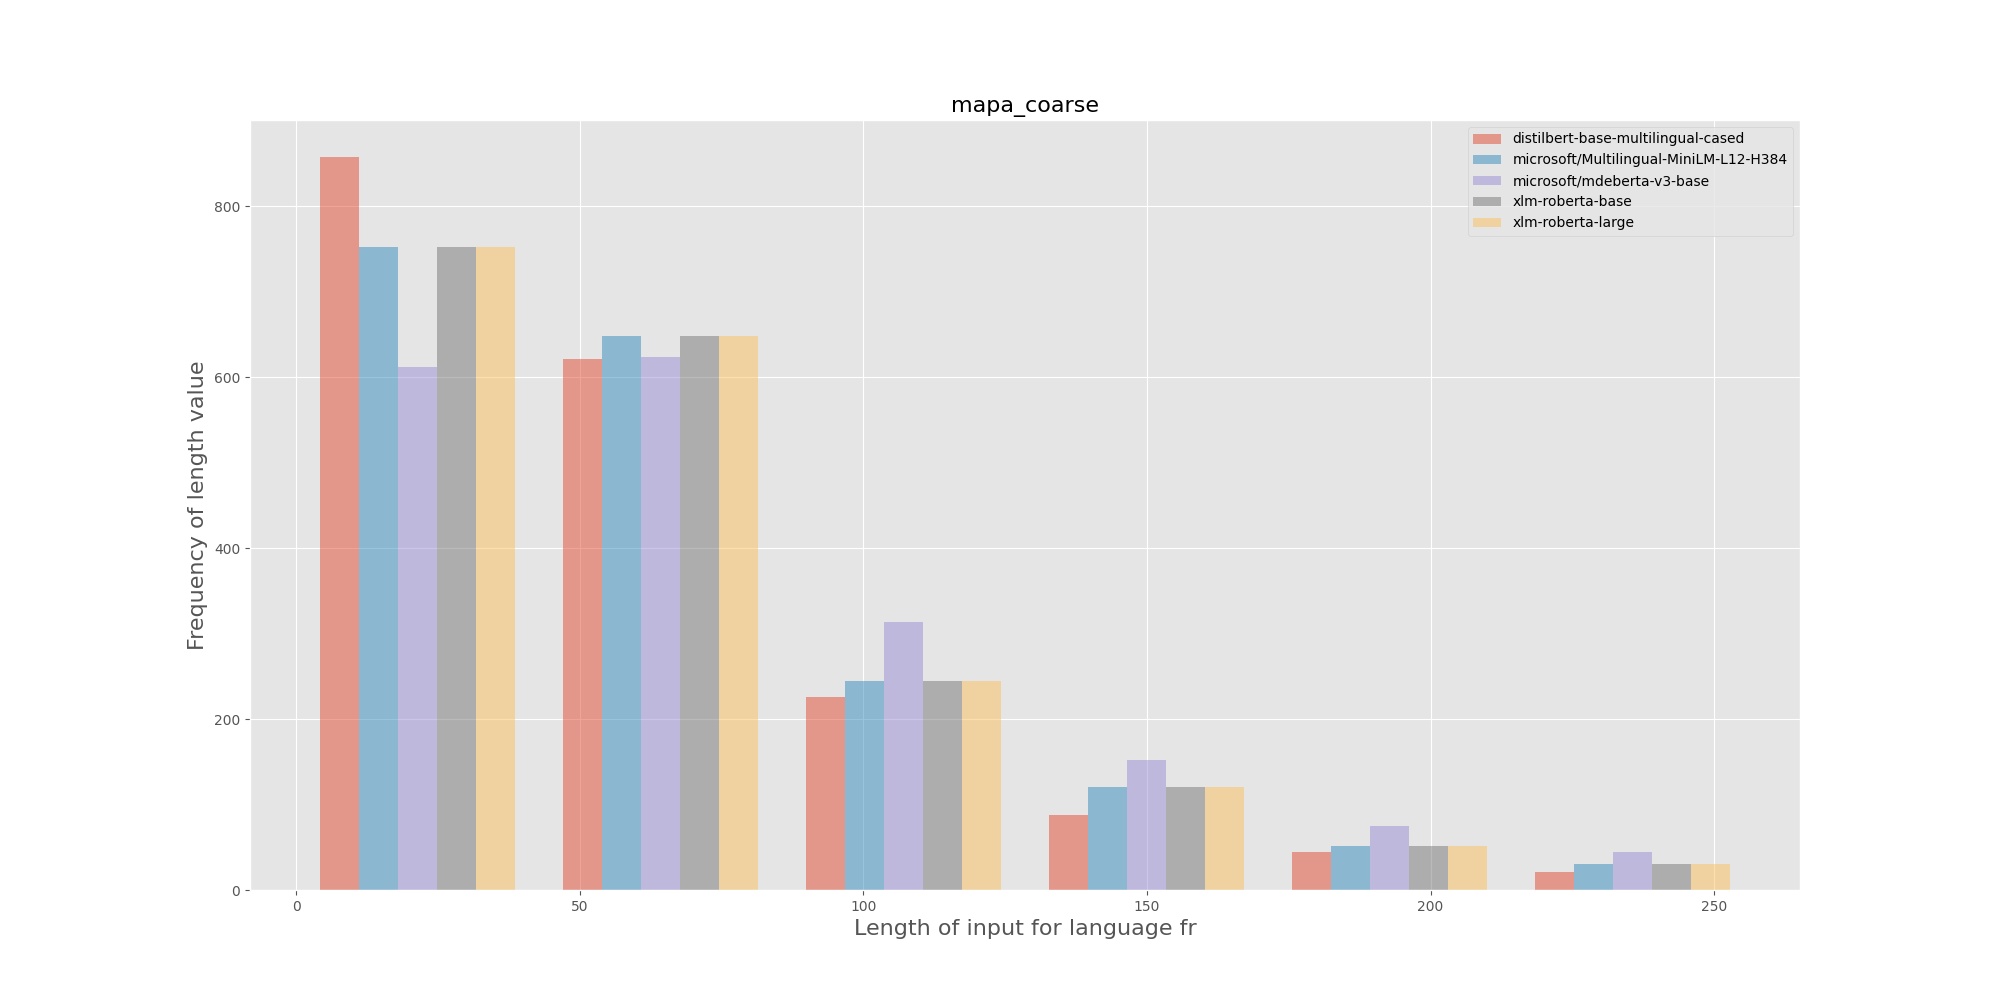 mapa_coarse
distilbert-base-multilingual-cased
microsoft/Multilingual-MiniLM-L12-H384
microsoft/mdeberta-v3-base
xlm-roberta-base
xlm-roberta-large
Frequency of length value
800
600
400
200
0
0 50 100 150 200 250
Length of input for language fr